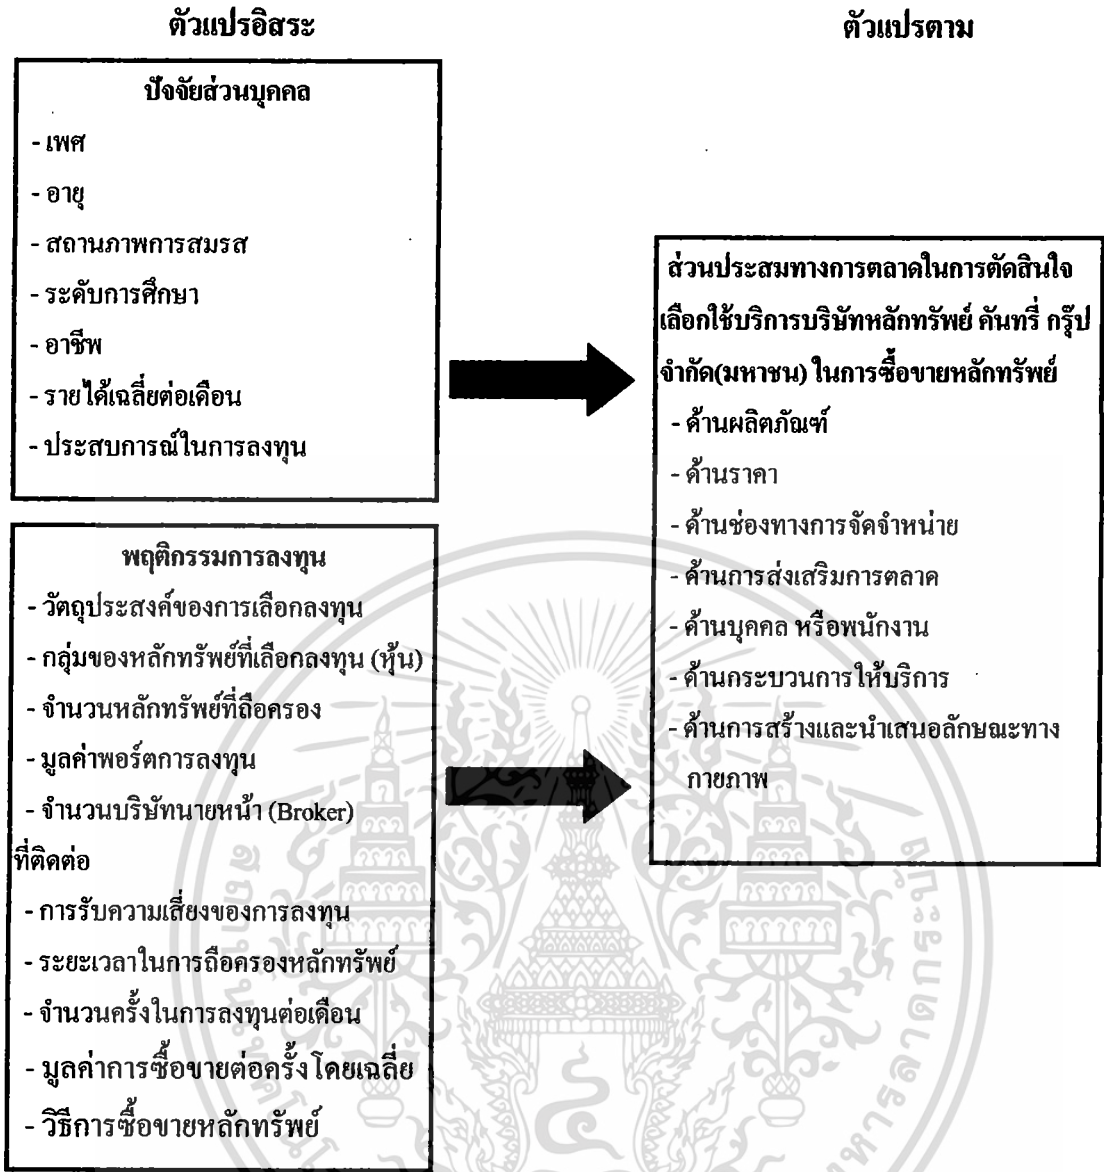 ตัวแปรอิสระ
ตัวแปรตาม
ปัจจัยส่วนบุคคล
- เพศ
- อายุ
- สถานภาพการสมรส
- ระดับการศึกษา
- อาชีพ
- รายได้เฉลี่ยต่อเดือน
- ประสบการณ์ในการลงทุน
พฤติกรรมการลงทุน
- วัตถุประสงค์ของการเลือกลงทุน
- กลุ่มของหลักทรัพย์ที่เลือกลงทุน (หุ้น)
- จำนวนหลักทรัพย์ที่ถือครอง
- มูลค่าพอร์ตการลงทุน
- จำนวนบริษัทนายหน้า (Broker)
ที่ติดต่อ
- การรับความเสี่ยงของการลงทุน
- ระยะเวลาในการถือครองหลักทรัพย์
- จำนวนครั้งในการลงทุนต่อเดือน
- มูลค่าการซื้อขายต่อครั้งโดยเฉลี่ย
- วิธีการซื้อขายหลักทรัพย์
ส่วนประสมทางการตลาดในการตัดสินใจ
เลือกใช้บริการบริษัทหลักทรัพย์ คันทรี่ กรุ๊ป
จำกัด(มหาชน) ในการซื้อขายหลักทรัพย์
- ด้านผลิตภัณฑ์
- ด้านราคา
- ด้านช่องทางการจัดจำหน่าย
- ด้านการส่งเสริมการตลาด
- ด้านบุคคล หรือพนักงาน
- ด้านกระบวนการให้บริการ
- ด้านการสร้างและนำเสนอลักษณะทาง
กายภาพ